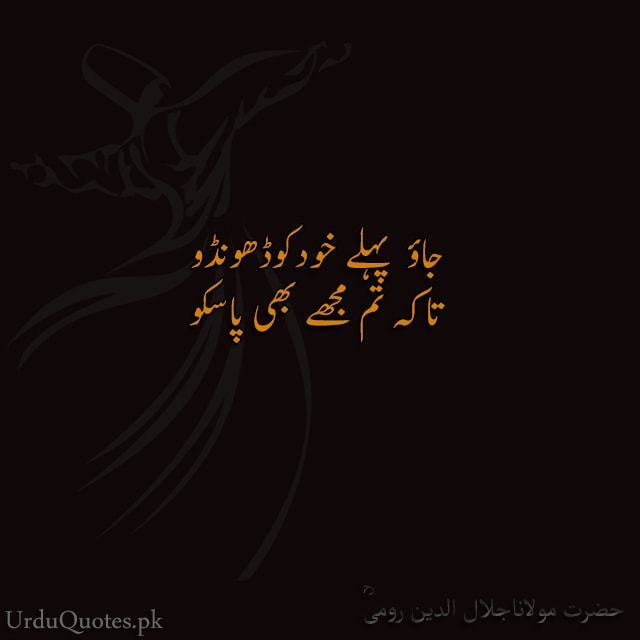 جاؤ پہلے خود کو ڈھونڈو
تاکہ تم مجھے بھی پا سکو
حضرت مولانا جلال الدین رومیؒ
UrduQuotes.pk